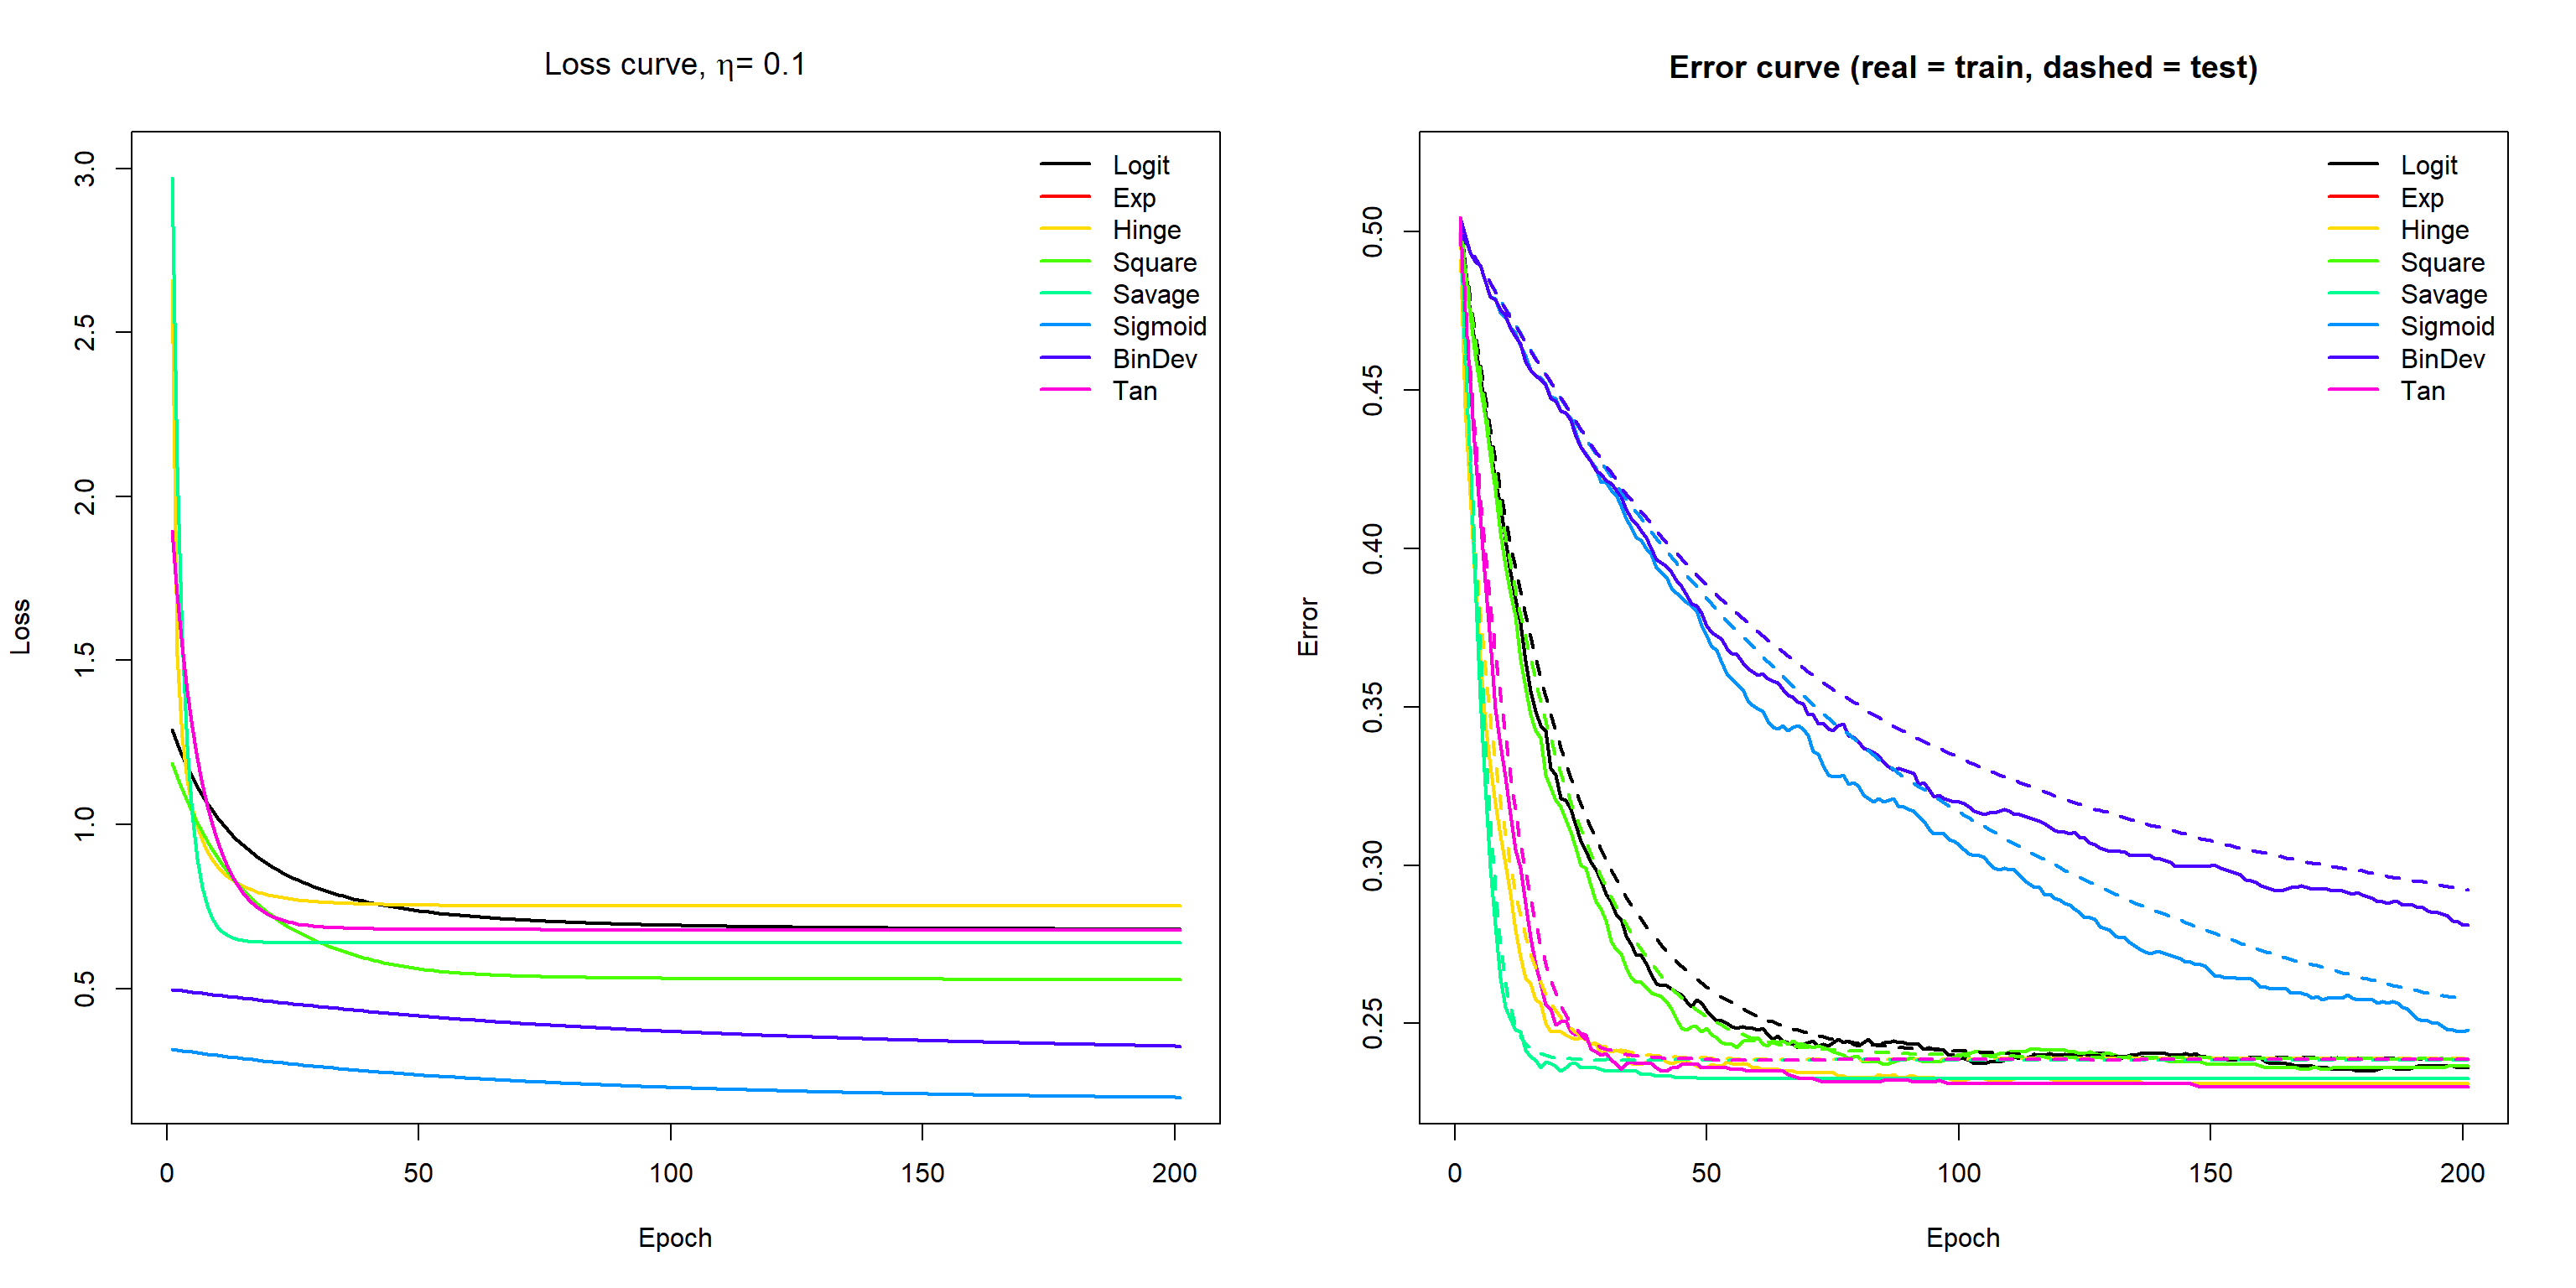 Loss curve, η= 0.1
Loss
3.0
2.5
2.0
1.5
1.0
0.5
Logit
Exp
Hinge
Square
Savage
Sigmoid
BinDev
Tan
0 50 100 150 200
Epoch
Error curve (real = train, dashed = test)
Error
0.50
0.45
0.40
0.35
0.30
0.25
Logit
Exp
Hinge
Square
Savage
Sigmoid
BinDev
Tan
0 50 100 150 200
Epoch